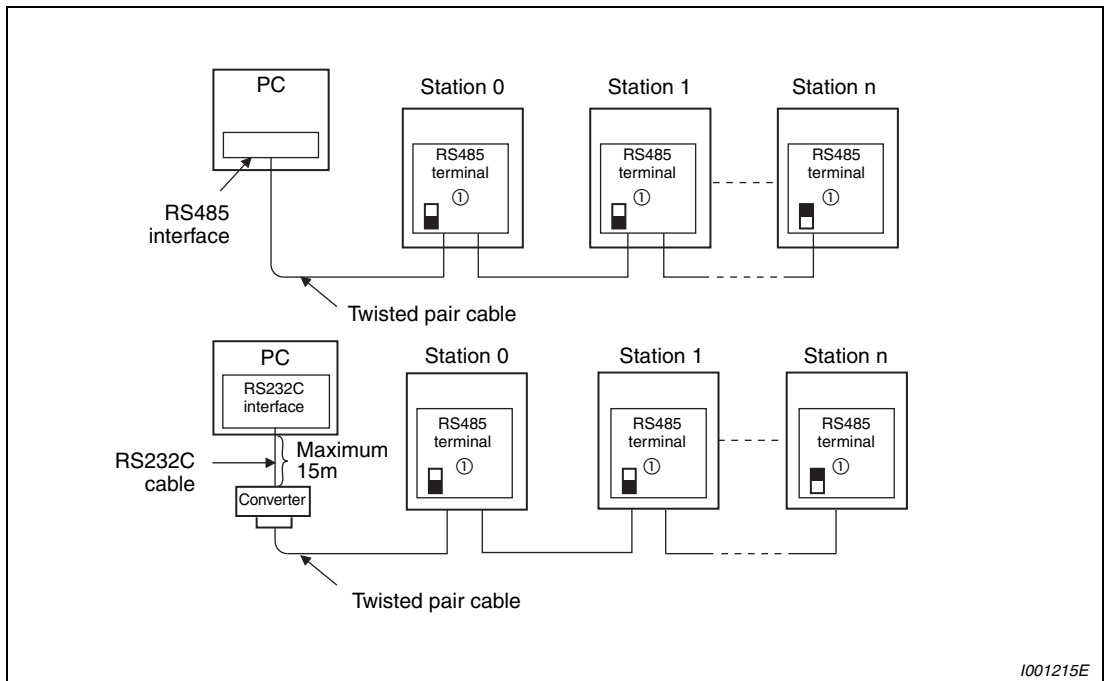 PC
Station 0
Station 1
Station n
RS485
terminal
①
RS485
terminal
①
RS485
terminal
①
RS485
interface
Twisted pair cable
PC
Station 0
Station 1
Station n
RS232C
interface
RS485
terminal
①
RS485
terminal
①
RS485
terminal
①
Maximum
15m
RS232C
cable
Converter
Twisted pair cable
I001215E